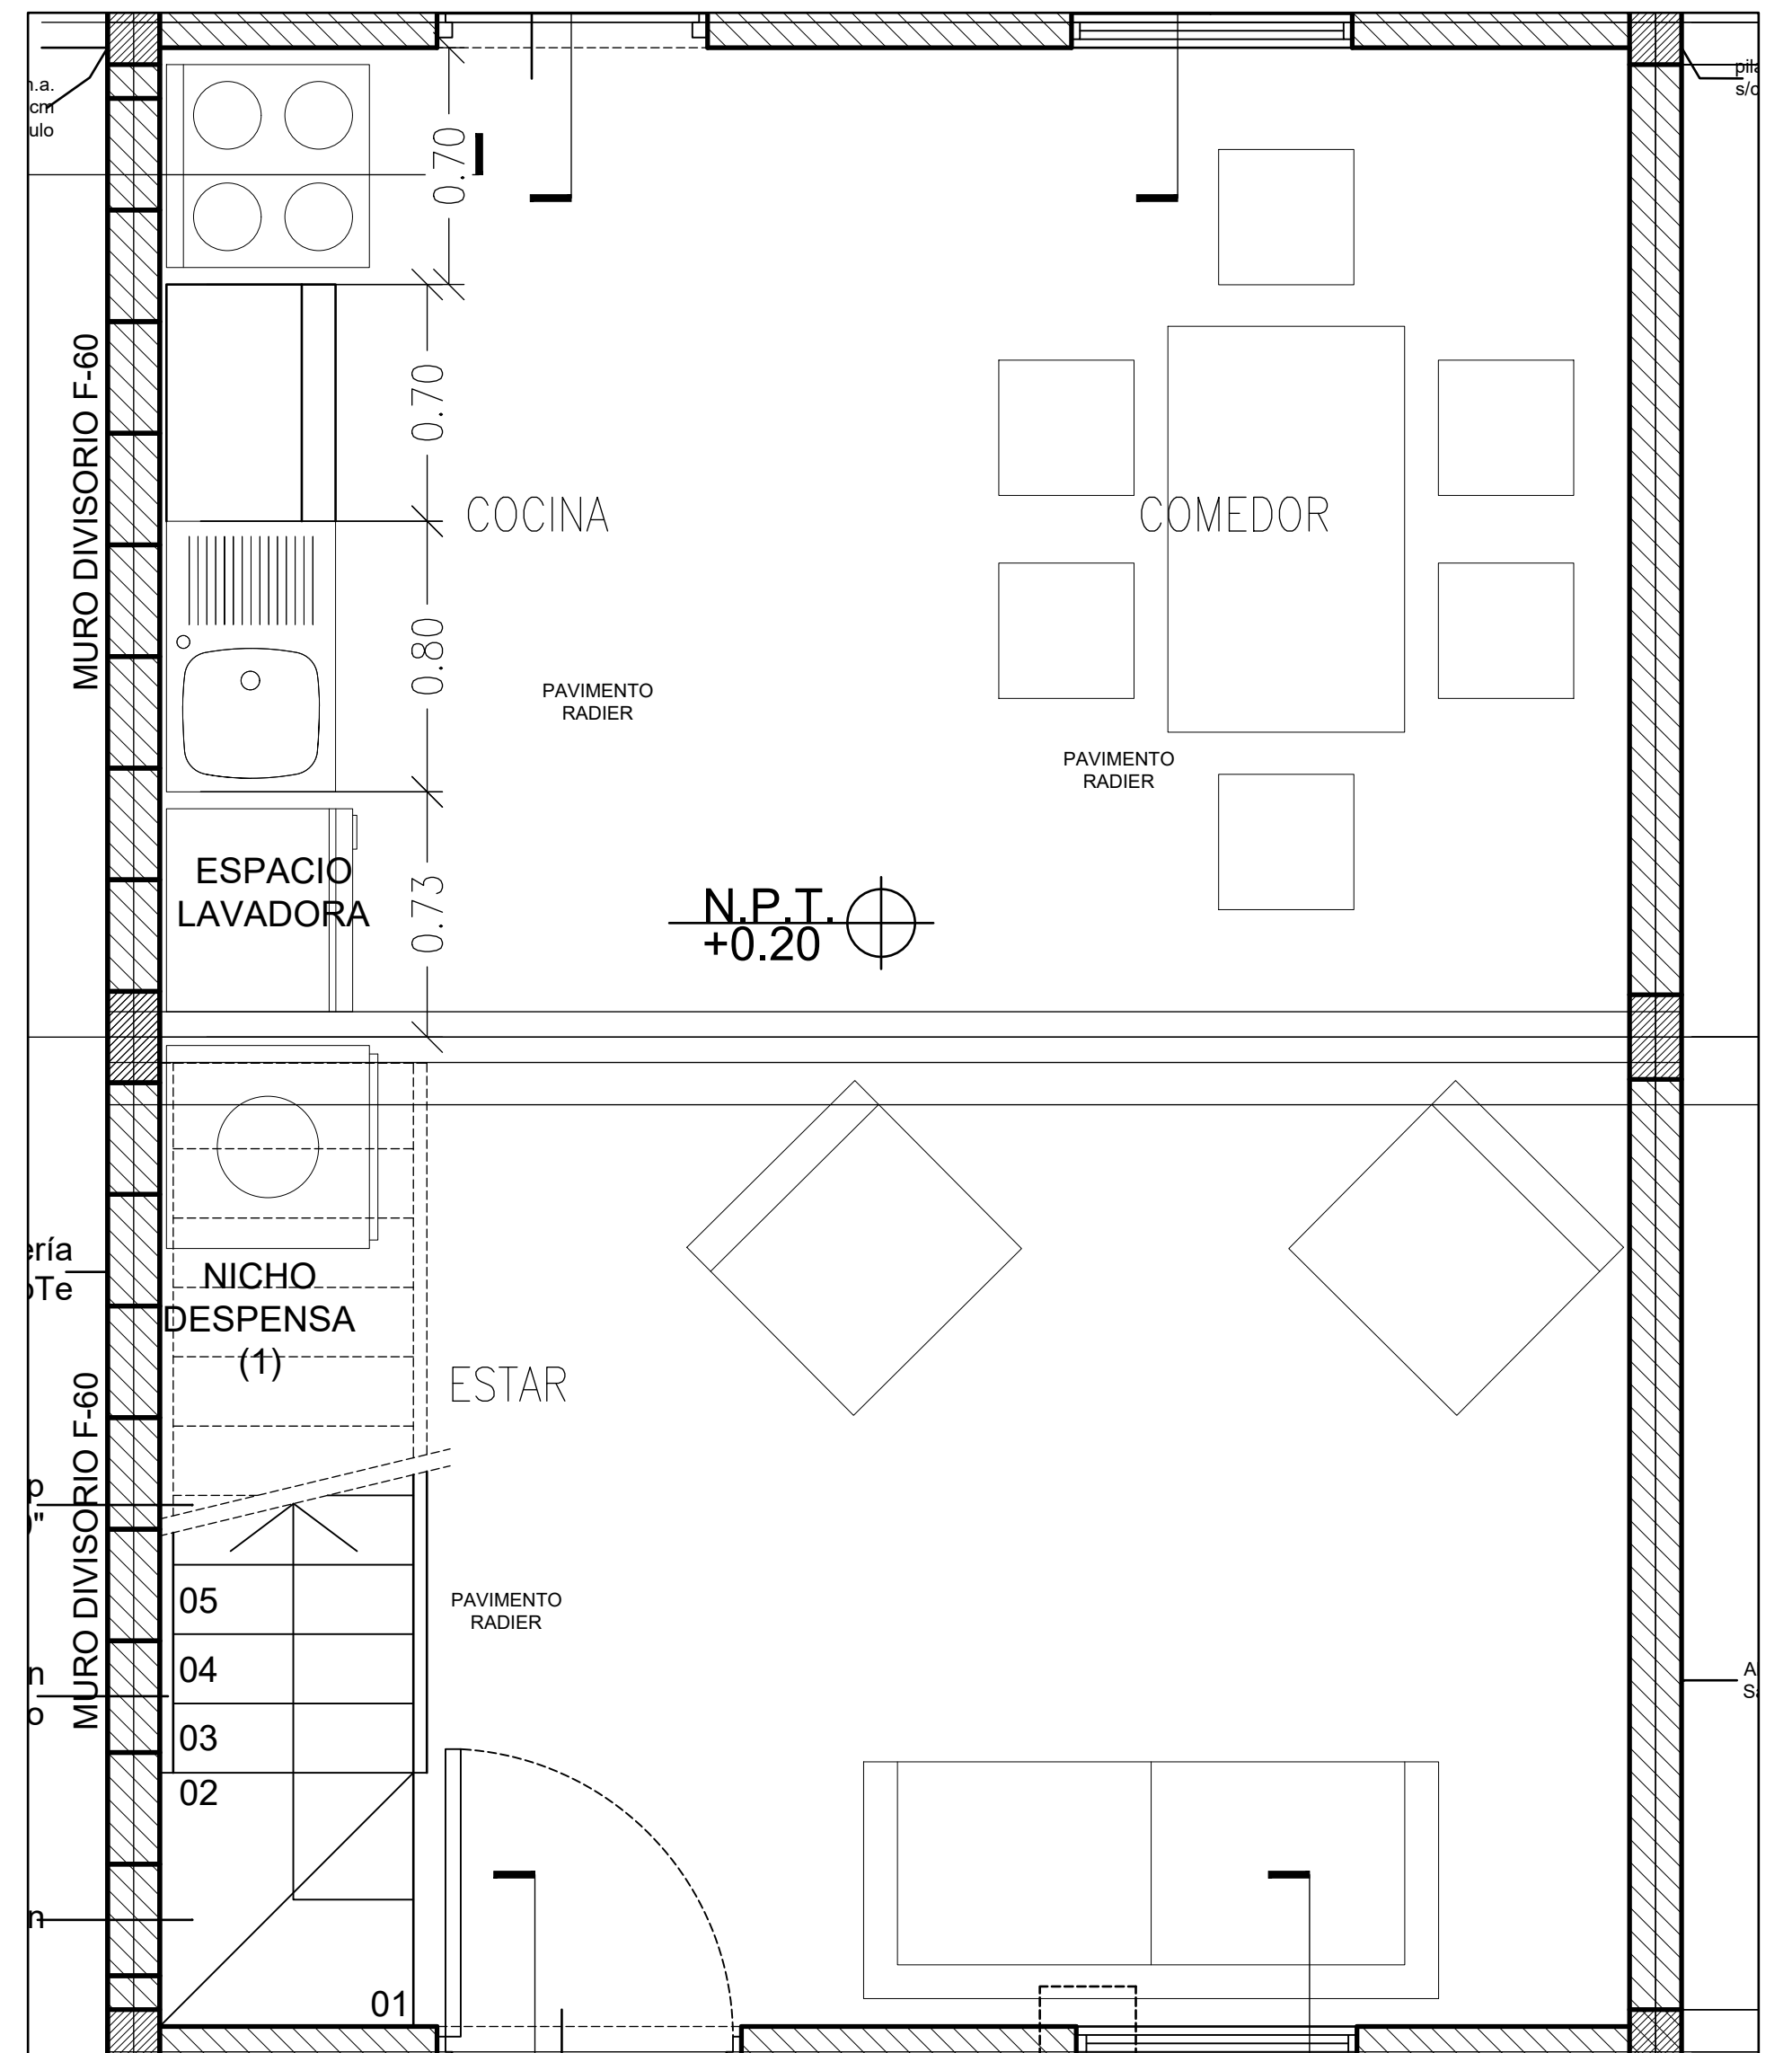 cm
0.70
MURO DIVISORIO F-60
0.70
COCINA
COMEDOR
0.80
PAVIMENTO
RADIER
PAVIMENTO
RADIER
ESPACIO
LAVADORA
0.73
N.P.T.
+0.20
NICHO
DESPENSA
(1)
ESTAR
MURO DIVISORIO F-60
05
PAVIMENTO
RADIER
04
03
02
01